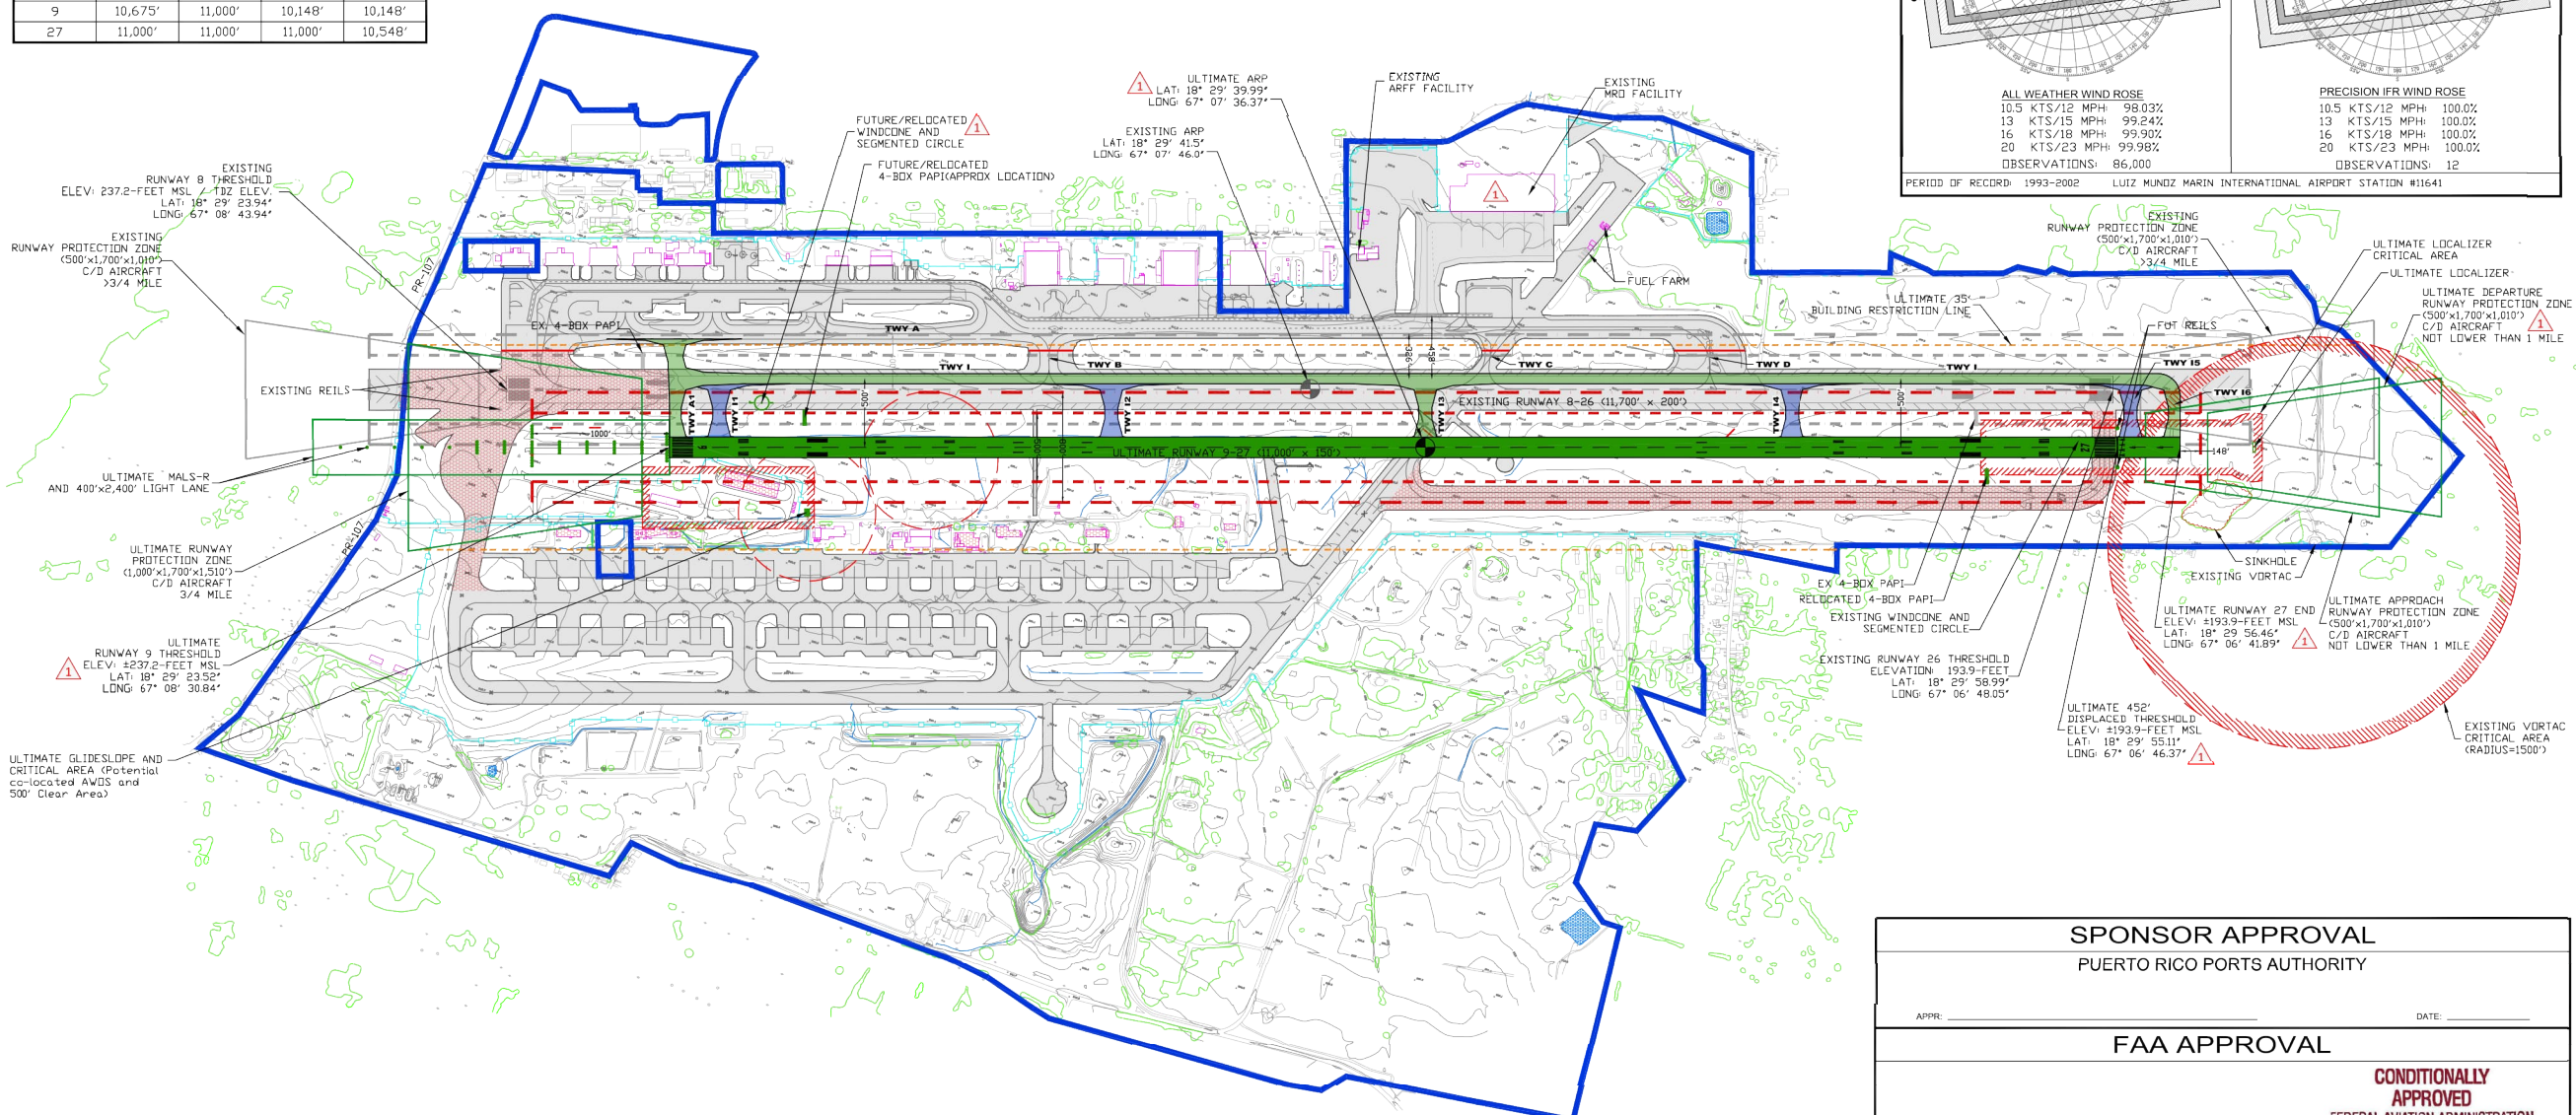 9 10,675' 11,000' 10,148' 10,148'
27 11,000' 11,000' 11,000' 10,548'
ALL WEATHER WIND ROSE
10.5 KTS/12 MPH: 98.03%
13 KTS/15 MPH: 99.24%
16 KTS/18 MPH: 99.90%
20 KTS/23 MPH: 99.98%
OBSERVATIONS: 86,000
PRECISION IFR WIND ROSE
10.5 KTS/12 MPH: 100.0%
13 KTS/15 MPH: 100.0%
16 KTS/18 MPH: 100.0%
20 KTS/23 MPH: 100.0%
OBSERVATIONS: 12
PERIOD OF RECORD: 1993-2002 LUIZ MUNOZ MARIN INTERNATIONAL AIRPORT STATION #11641
1
ULTIMATE ARP
LAT: 18° 29' 39.99"
LONG: 67° 07' 36.37"
EXISTING
ARFF FACILITY
EXISTING
MRO FACILITY
1
FUTURE/RELOCATED
WINDCONE AND
SEGMENTED CIRCLE
1
EXISTING ARP
LAT: 18° 29' 41.5"
LONG: 67° 07' 46.0"
FUTURE/RELOCATED
4-BOX PAPI(APPROX LOCATION)
EXISTING
RUNWAY 8 THRESHOLD
ELEV: 237.2-FEET MSL / TDZ ELEV.
LAT: 18° 29' 23.94"
LONG: 67° 08' 43.94"
EXISTING
RUNWAY PROTECTION ZONE
(500'x1,700'x1,010')
C/D AIRCRAFT
>3/4 MILE
PR-107
FUEL FARM
EXISTING
RUNWAY PROTECTION ZONE
(500'x1,700'x1,010')
C/D AIRCRAFT
>3/4 MILE
ULTIMATE LOCALIZER
CRITICAL AREA
ULTIMATE LOCALIZER
ULTIMATE DEPARTURE
RUNWAY PROTECTION ZONE
(500'x1,700'x1,010')
C/D AIRCRAFT
NOT LOWER THAN 1 MILE
1
ULTIMATE 35'
BUILDING RESTRICTION LINE
FUT REILS
EX. 4-BOX PAPI
TWY A
326'
458'
TWY I
TWY B
TWY C
TWY D
TWY I
TWY I5
TWY I6
EXISTING REILS
TWY A1
TWY I1
500'
TWY I2
TWY I3
EXISTING RUNWAY 8-26 (11,700' x 200')
TWY I4
500'
1000'
ULTIMATE RUNWAY 9-27 (11,000' x 150')
27
148'
ULTIMATE MALS-R
AND 400'x2,400' LIGHT LANE
PR-107
ULTIMATE RUNWAY
PROTECTION ZONE
(1,000'x1,700'x1,510')
C/D AIRCRAFT
3/4 MILE
SINKHOLE
EXISTING VORTAC
EX 4-BOX PAPI
RELOCATED 4-BOX PAPI
EXISTING WINDCONE AND
SEGMENTED CIRCLE
ULTIMATE RUNWAY 27 END
ELEV: ±193.9-FEET MSL
LAT: 18° 29 56.46"
LONG: 67° 06' 41.89"
1
ULTIMATE APPROACH
RUNWAY PROTECTION ZONE
(500'x1,700'x1,010')
C/D AIRCRAFT
NOT LOWER THAN 1 MILE
ULTIMATE
RUNWAY 9 THRESHOLD
ELEV: ±237.2-FEET MSL
LAT: 18° 29' 23.52"
LONG: 67° 08' 30.84"
1
EXISTING RUNWAY 26 THRESHOLD
ELEVATION: 193.9-FEET
LAT: 18° 29' 58.99"
LONG: 67° 06' 48.05"
ULTIMATE 452'
DISPLACED THRESHOLD
ELEV: ±193.9-FEET MSL
LAT: 18° 29' 55.11"
LONG: 67° 06' 46.37"
1
EXISTING VORTAC
CRITICAL AREA
(RADIUS=1500')
ULTIMATE GLIDESLOPE AND
CRITICAL AREA (Potential
co-located AWOS and
500' Clear Area)
SPONSOR APPROVAL
PUERTO RICO PORTS AUTHORITY
APPR: DATE:
FAA APPROVAL
CONDITIONALLY
APPROVED
FEDERAL AVIATION ADMINISTRATION